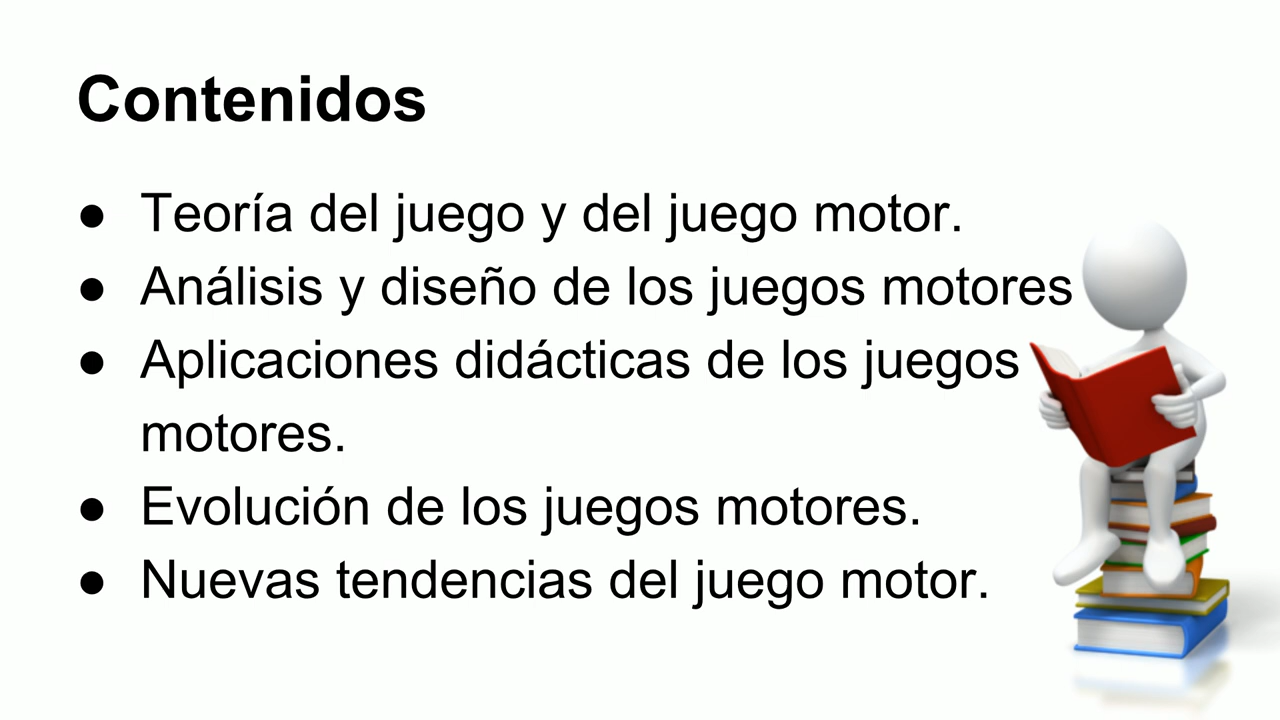 Contenidos
● Teoría del juego y del juego motor.
● Análisis y diseño de los juegos motores
● Aplicaciones didácticas de los juegos
motores.
● Evolución de los juegos motores.
● Nuevas tendencias del juego motor.